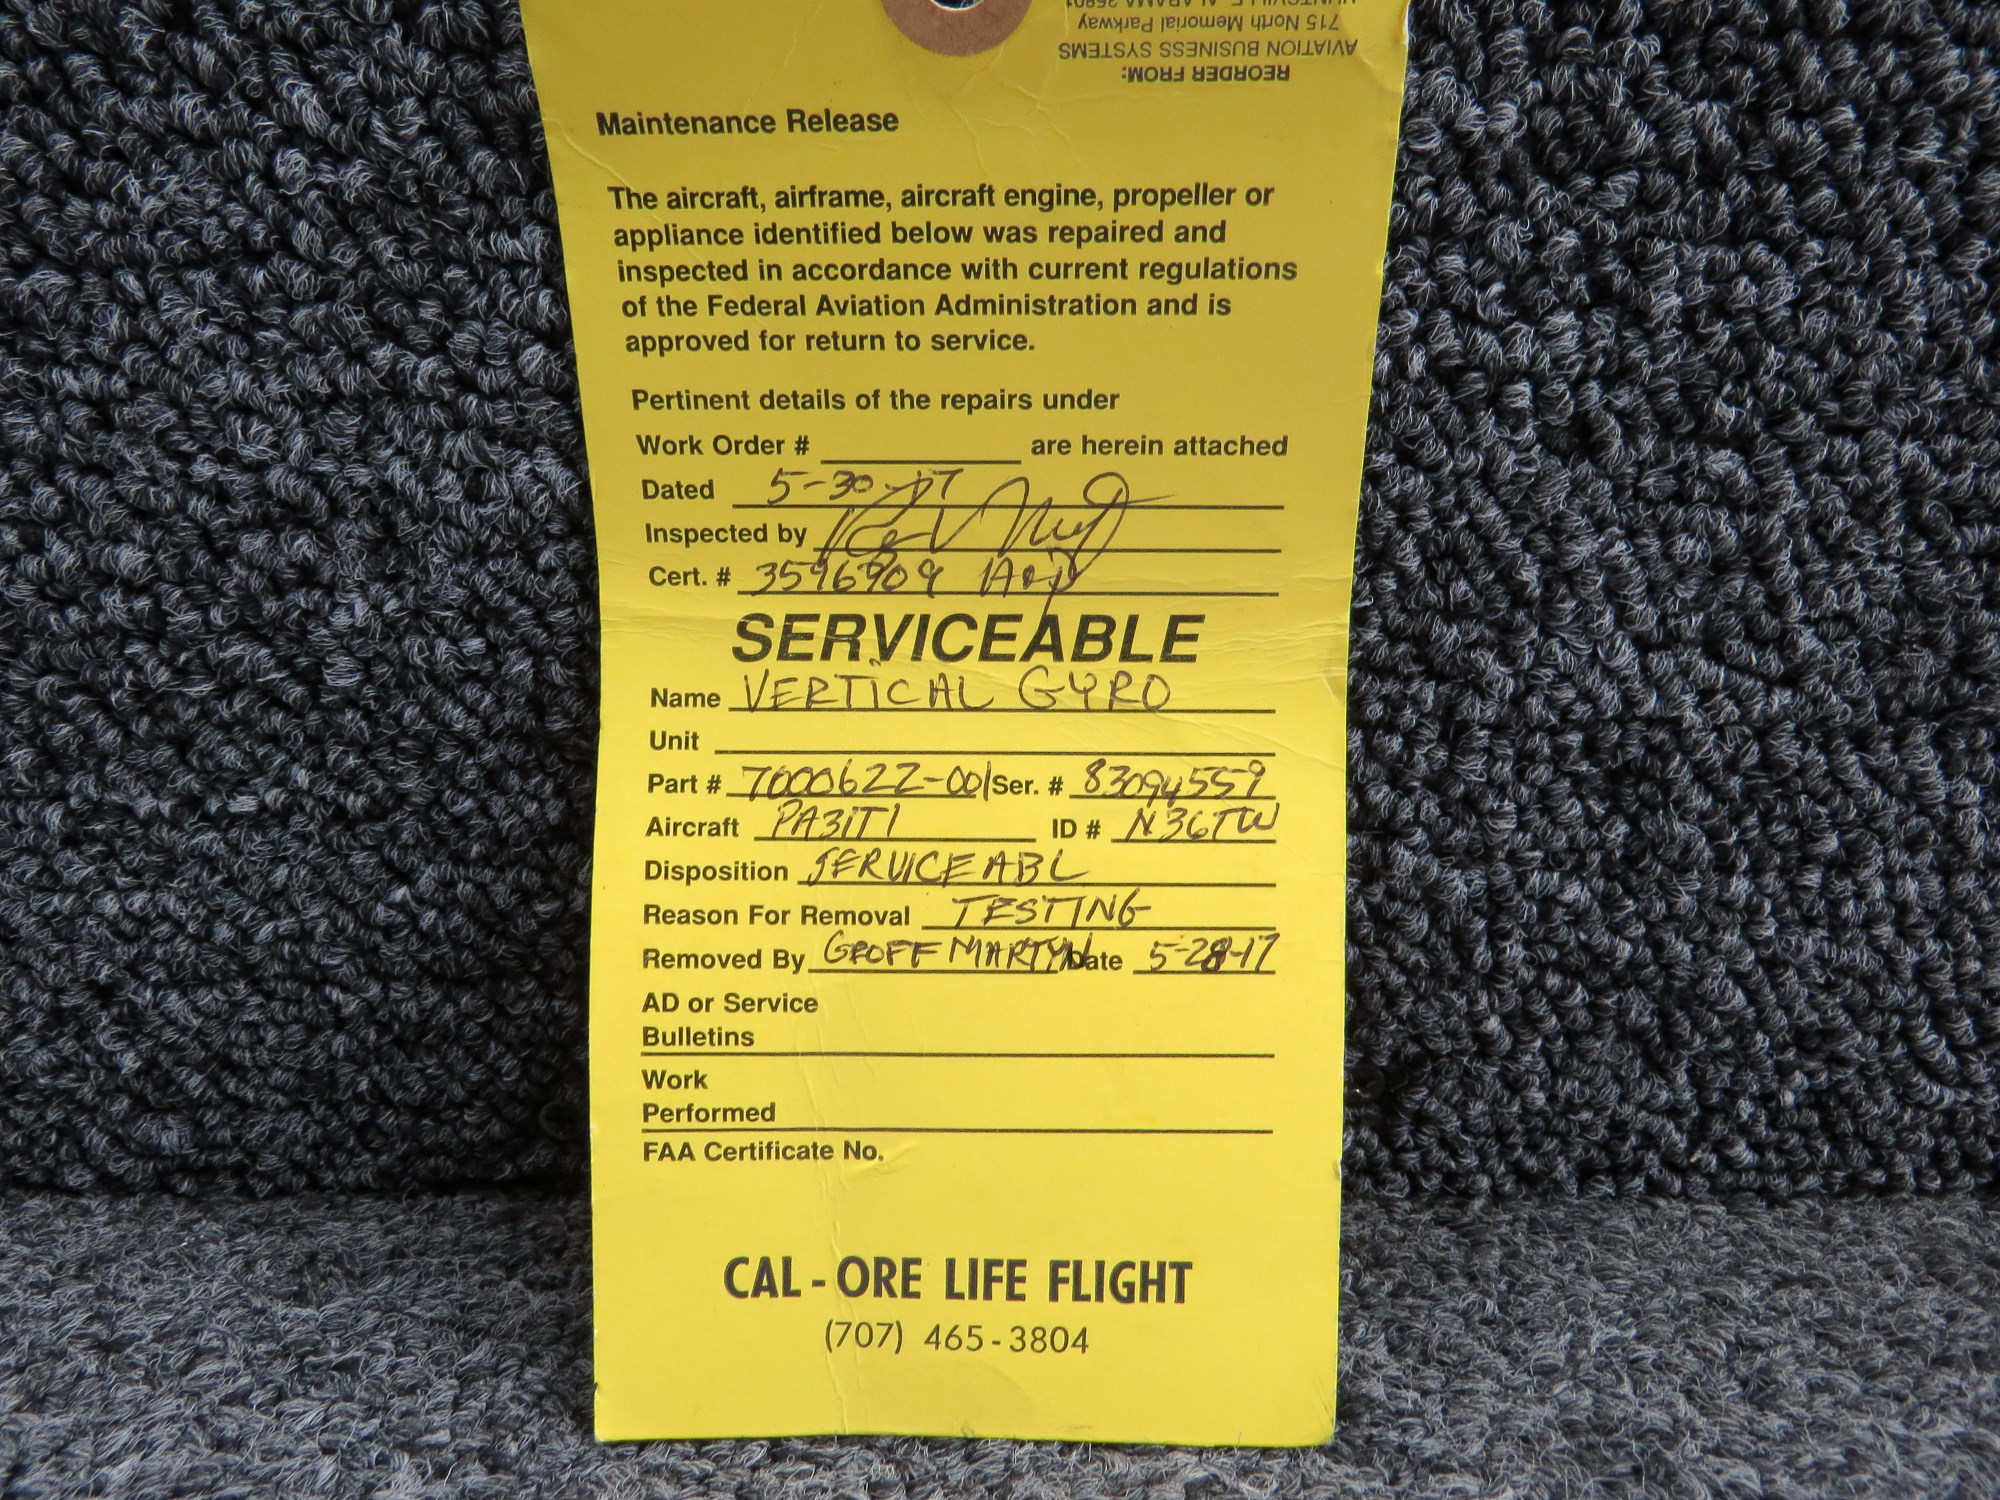 HUNTSVILLE, ALABAMA 35801
715 North Memorial Parkway
AVIATION BUSINESS SYSTEMS
REORDER FROM:
Maintenance Release
The aircraft, airframe, aircraft engine, propeller or
appliance identified below was repaired and
inspected in accordance with current regulations
of the Federal Aviation Administration and is
approved for return to service.
Pertinent details of the repairs under
Work Order # are herein attached
Dated 5-30-17
Inspected by
Cert. # 3596909 A&P
SERVICEABLE
Name VERTICAL GYRO
Unit
Part # 7000622-001 Ser. # 83094559
Aircraft PA31T1 ID # N36TW
Disposition SERVICEABL
Reason For Removal TESTING
Removed By GEOFF MARTYN Date 5-28-17
AD or Service
Bulletins
Work
Performed
FAA Certificate No.
CAL-ORE LIFE FLIGHT
(707) 465-3804